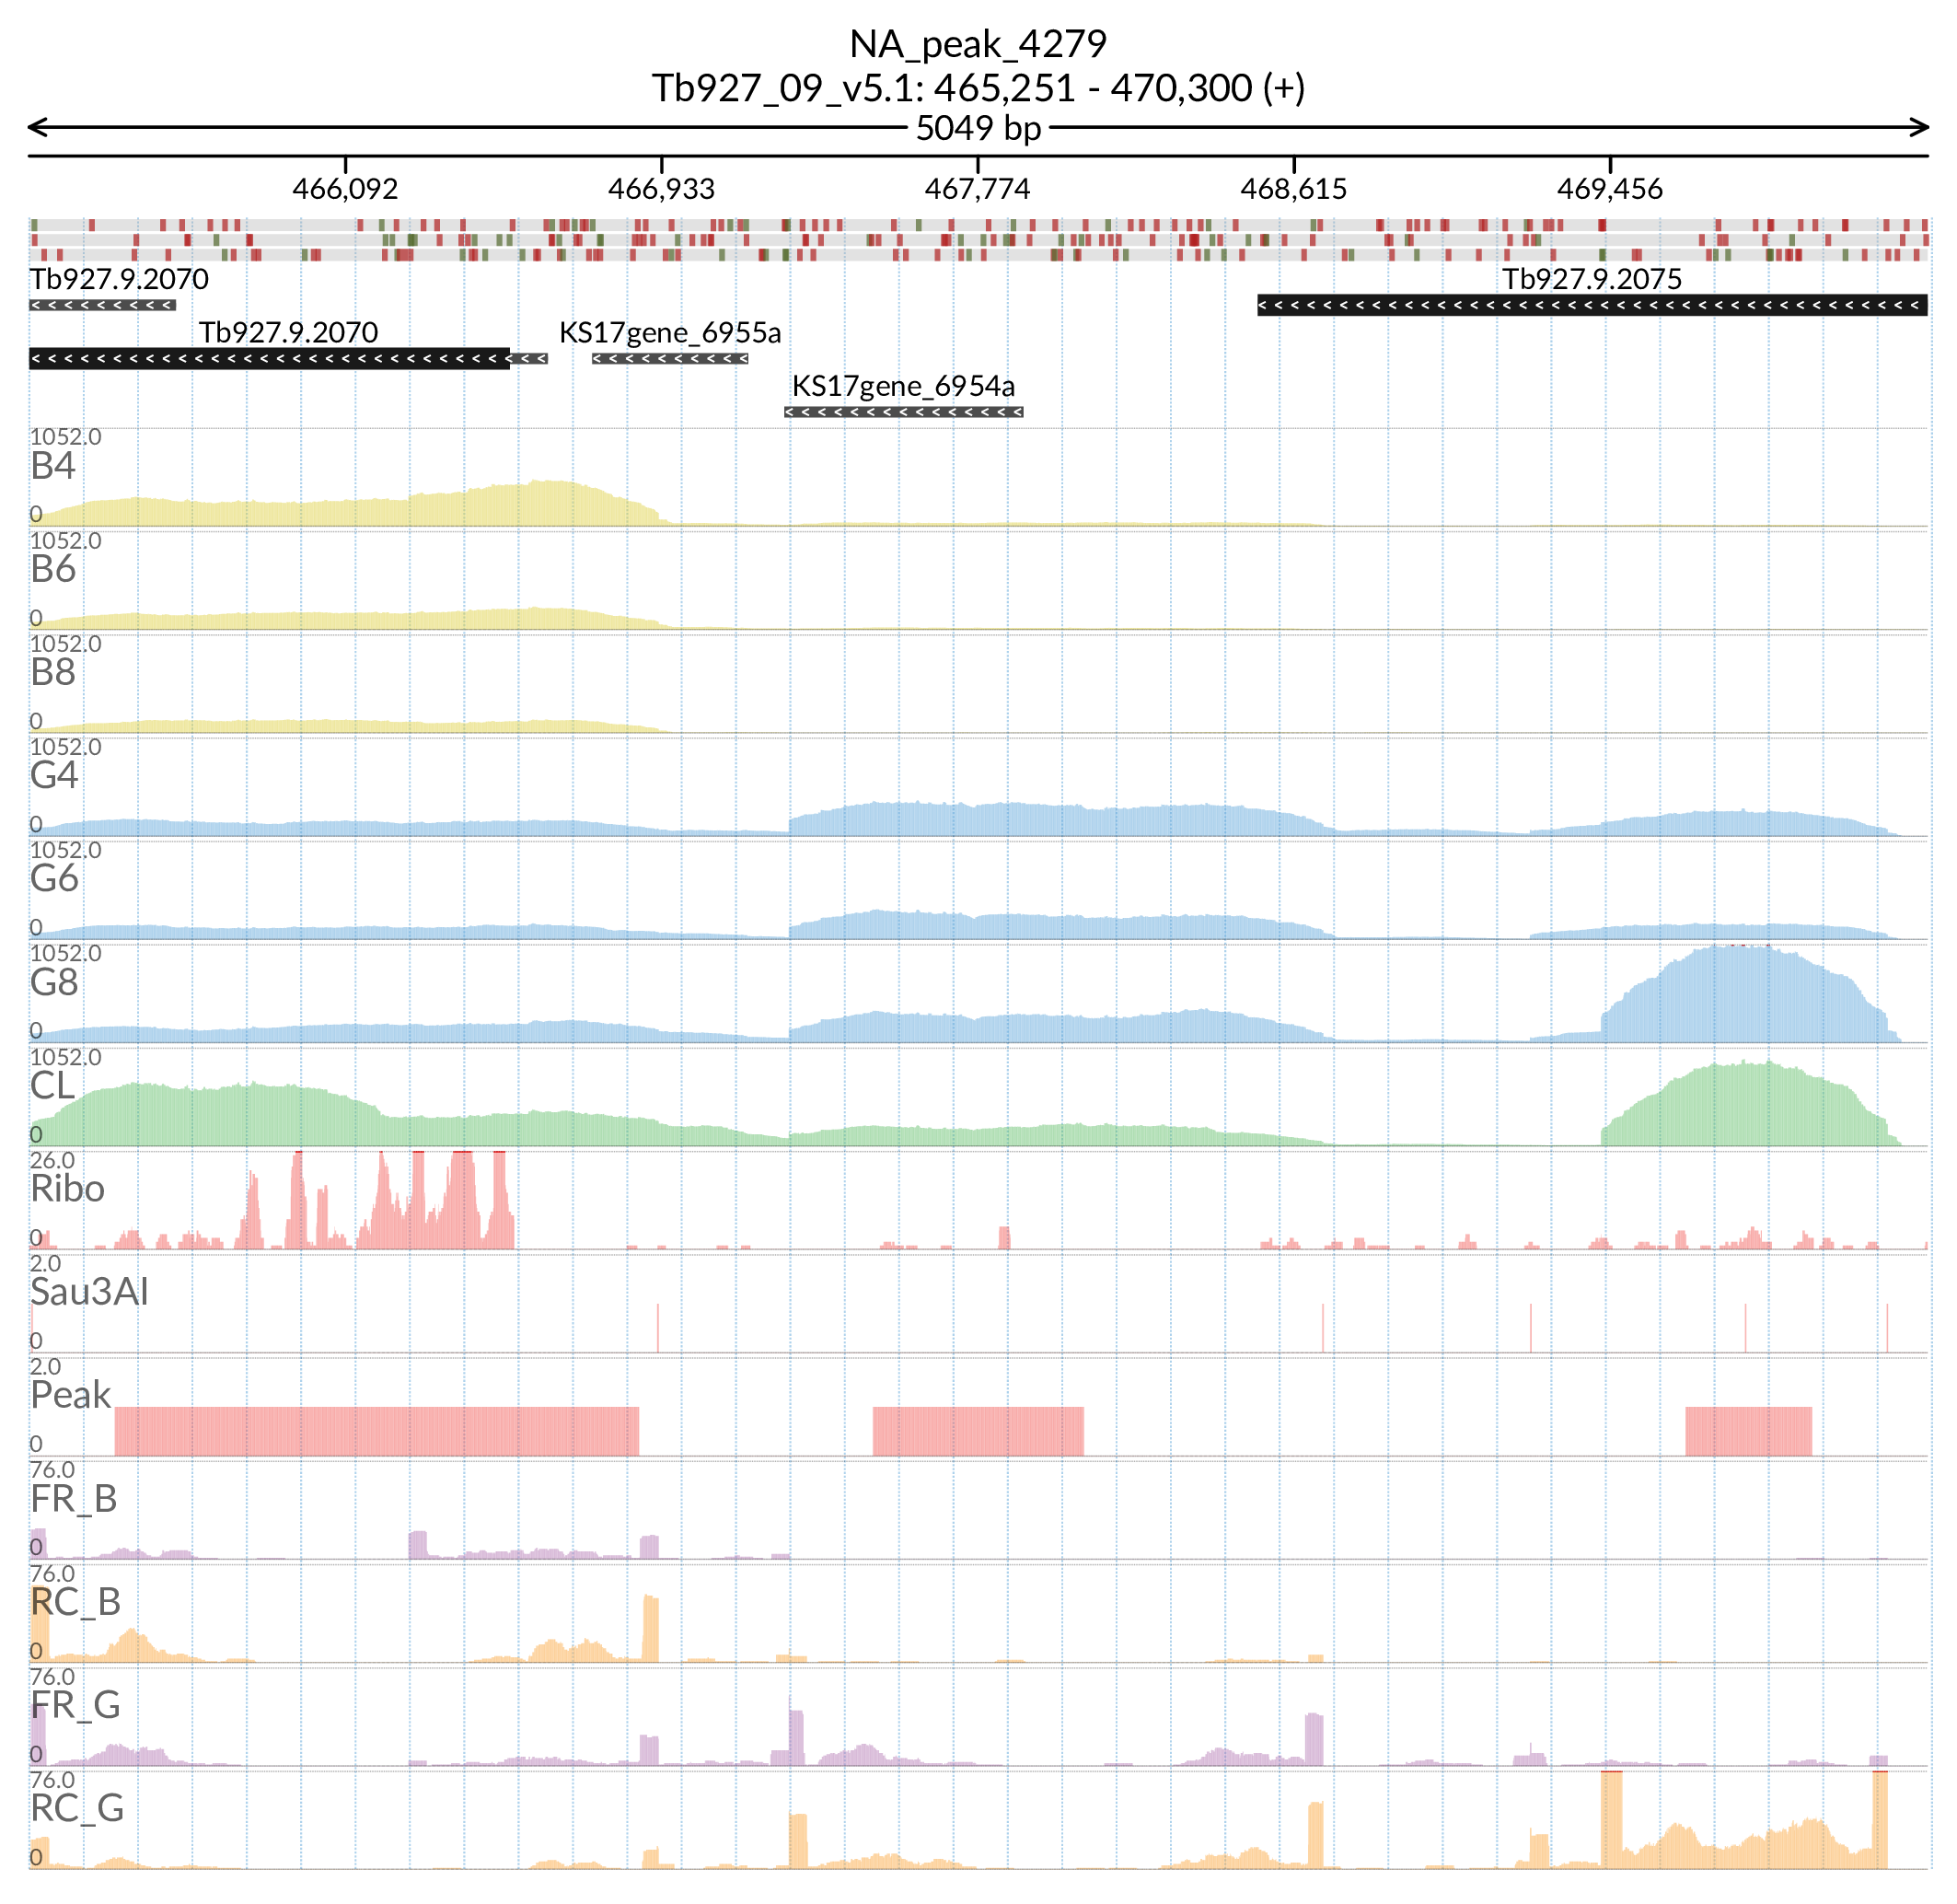 NA_peak_4279
Tb927_09_v5.1: 465,251 - 470,300 (+)
5049 bp
466,092 466,933 467,774 468,615 469,456
Tb927.9.2070 Tb927.9.2075
Tb927.9.2070 KS17gene_6955a
KS17gene_6954a
1052.0
B4
0
1052.0
B6
0
1052.0
B8
0
1052.0
G4
0
1052.0
G6
0
1052.0
G8
0
1052.0
CL
0
26.0
Ribo
0
2.0
Sau3AI
0
2.0
Peak
0
76.0
FR_B
0
76.0
RC_B
0
76.0
FR_G
0
76.0
RC_G
0